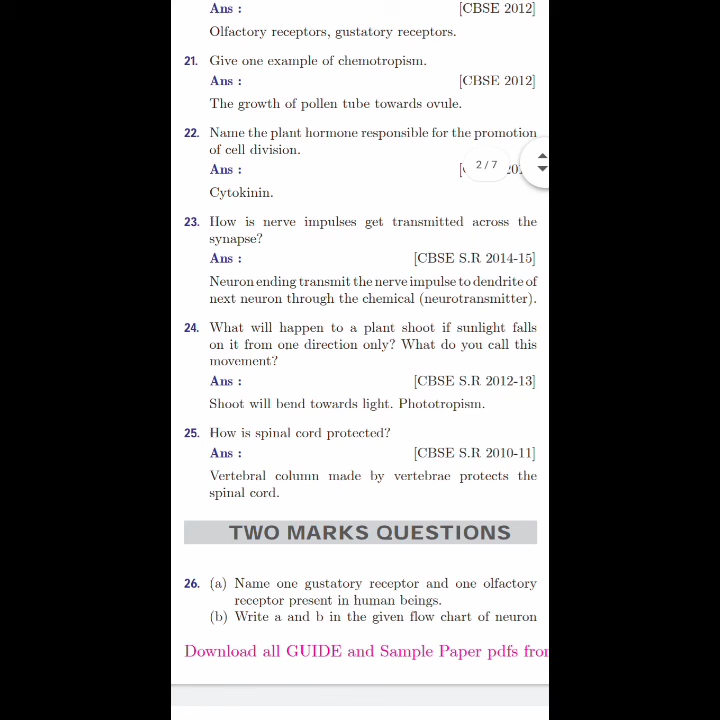 Ans : [CBSE 2012]
Olfactory receptors, gustatory receptors.
21. Give one example of chemotropism.
Ans : [CBSE 2012]
The growth of pollen tube towards ovule.
22. Name the plant hormone responsible for the promotion
of cell division.
2 / 7
Ans :
Cytokinin.
23. How is nerve impulses get transmitted across the
synapse?
Ans : [CBSE S.R 2014-15]
Neuron ending transmit the nerve impulse to dendrite of
next neuron through the chemical (neurotransmitter).
24. What will happen to a plant shoot if sunlight falls
on it from one direction only? What do you call this
movement?
Ans : [CBSE S.R 2012-13]
Shoot will bend towards light. Phototropism.
25. How is spinal cord protected?
Ans : [CBSE S.R 2010-11]
Vertebral column made by vertebrae protects the
spinal cord.
TWO MARKS QUESTIONS
26. (a) Name one gustatory receptor and one olfactory
receptor present in human beings.
(b) Write a and b in the given flow chart of neuron
Download all GUIDE and Sample Paper pdfs from